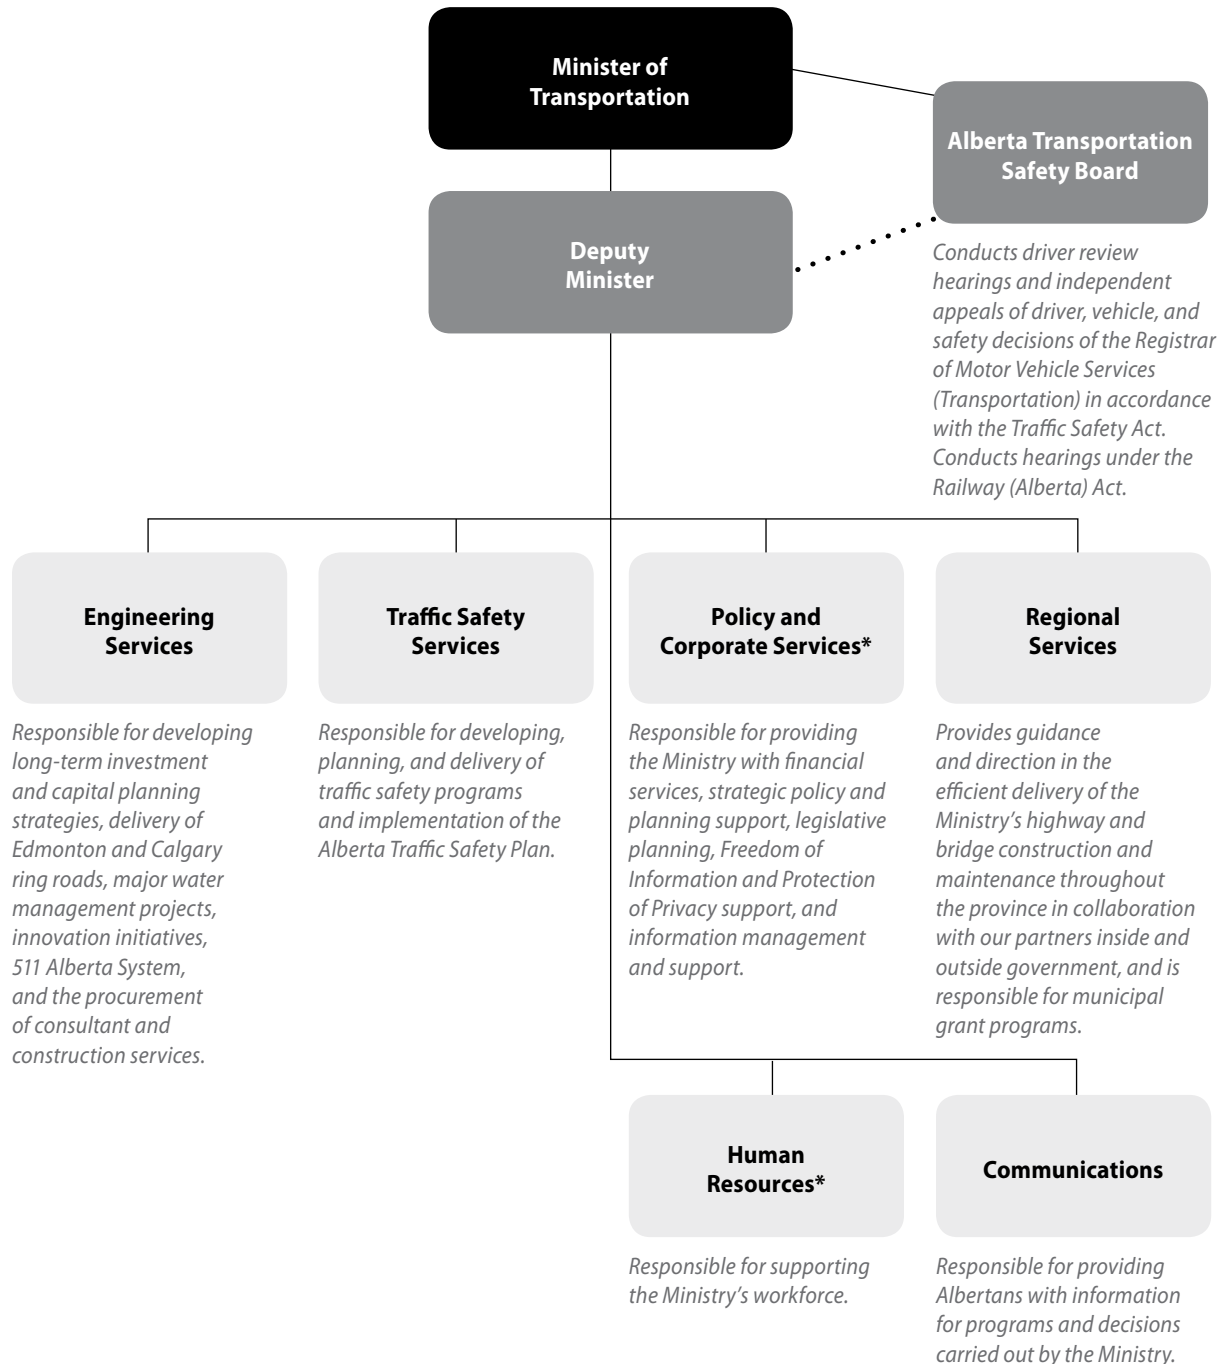 Minister of
Transportation
Alberta Transportation
Safety Board
Deputy
Minister
Conducts driver review
hearings and independent
appeals of driver, vehicle, and
safety decisions of the Registrar
of Motor Vehicle Services
(Transportation) in accordance
with the Traffic Safety Act.
Conducts hearings under the
Railway (Alberta) Act.
Engineering
Services
Responsible for developing
long-term investment
and capital planning
strategies, delivery of
Edmonton and Calgary
ring roads, major water
management projects,
innovation initiatives,
511 Alberta System,
and the procurement
of consultant and
construction services.
Traffic Safety
Services
Responsible for developing,
planning, and delivery of
traffic safety programs
and implementation of the
Alberta Traffic Safety Plan.
Policy and
Corporate Services*
Responsible for providing
the Ministry with financial
services, strategic policy and
planning support, legislative
planning, Freedom of
Information and Protection
of Privacy support, and
information management
and support.
Regional
Services
Provides guidance
and direction in the
efficient delivery of the
Ministry's highway and
bridge construction and
maintenance throughout
the province in collaboration
with our partners inside and
outside government, and is
responsible for municipal
grant programs.
Human
Resources*
Responsible for supporting
the Ministry's workforce.
Communications
Responsible for providing
Albertans with information
for programs and decisions
carried out by the Ministry.